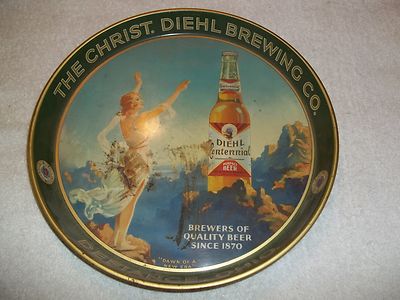 THE CHRIST. DIEHL BREWING CO.
DIEHL
Centennial
BEER
BREWERS OF
QUALITY BEER
SINCE 1870
"DAWN OF A
NEW ERA"